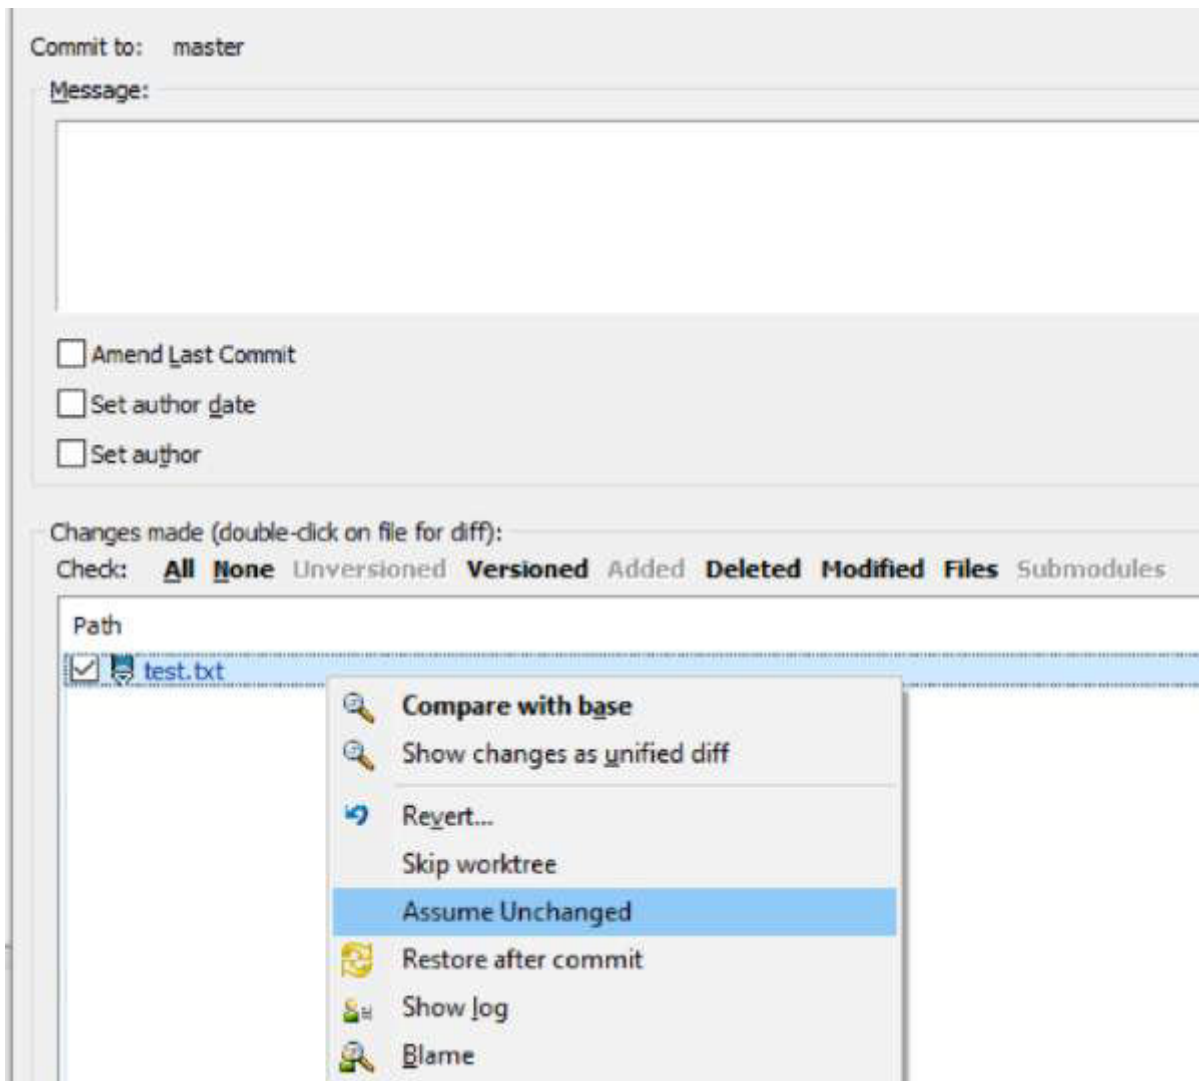 Commit to: master
Message:
Amend Last Commit
Set author date
Set author
Changes made (double-click on file for diff):
Check: All None Unversioned Versioned Added Deleted Modified Files Submodules
Path
test.txt
Compare with base
Show changes as unified diff
Revert...
Skip worktree
Assume Unchanged
Restore after commit
Show log
Blame